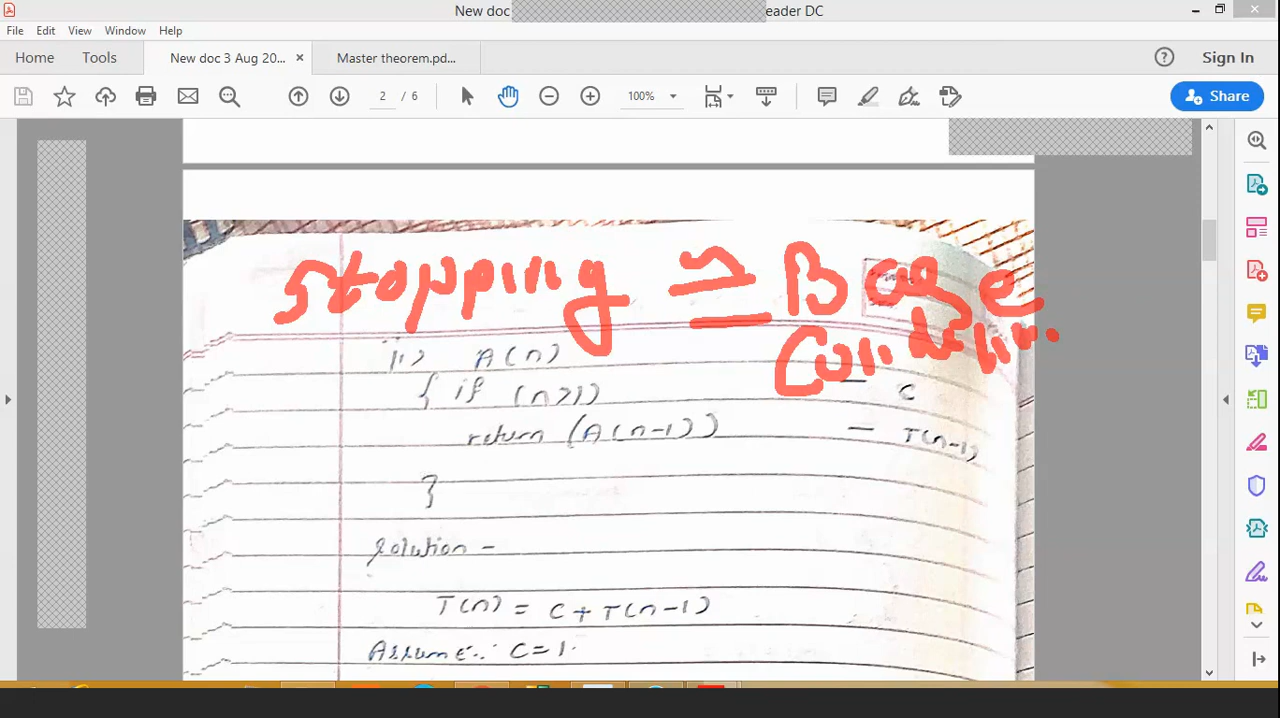 New doc eader DC
File Edit View Window Help
Home Tools New doc 3 Aug 20... × Master theorem.pd... Sign In
2 / 6 100% Share
Stopping ≃ Base
Condition.
ii) A(n)
{ if (n>1) — C
return (A(n-1)) — T(n-1)
}
Solution –
T(n) = C + T(n-1)
Assume: C=1.